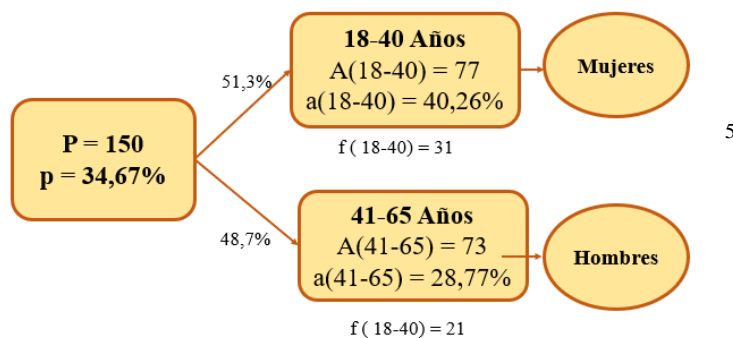 18-40 Años
A(18-40) = 77
a(18-40) = 40,26%
Mujeres
51,3%
f ( 18-40) = 31
5
P = 150
p = 34,67%
41-65 Años
A(41-65) = 73
a(41-65) = 28,77%
Hombres
48,7%
f ( 18-40) = 21